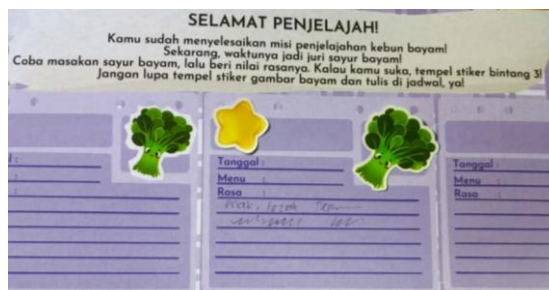 SELAMAT PENJELAJAH!
Kamu sudah menyelesaikan misi penjelajahan kebun bayam!
Sekarang, waktunya jadi juri sayur bayam!
Coba masakan sayur bayam, lalu beri nilai rasanya. Kalau kamu suka, tempel stiker bintang 3!
Jangan lupa tempel stiker gambar bayam dan tulis di jadwal, ya!
Tanggal :
Menu :
Rasa :
Tanggal :
Menu :
Rasa :